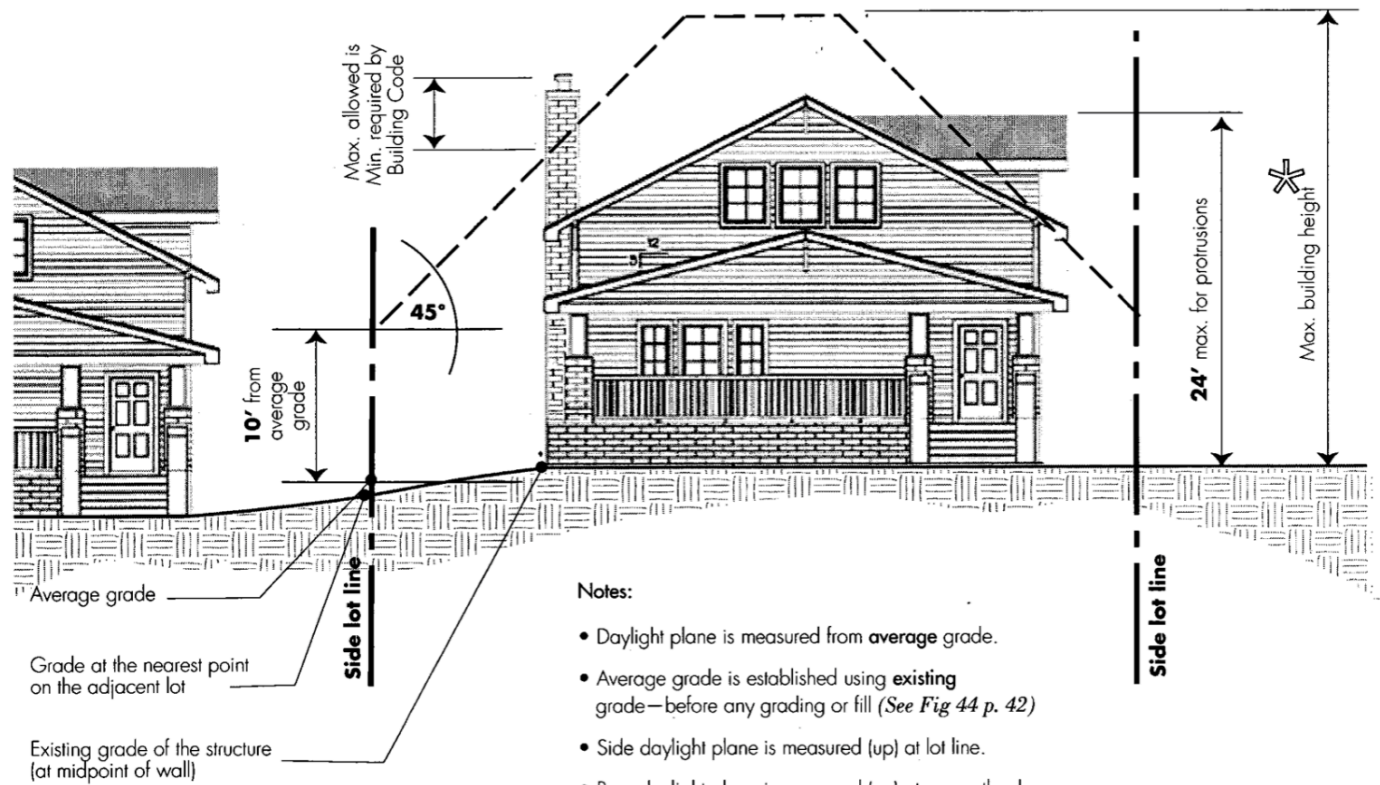 Max. allowed is
Min. required by
Building Code
45°
12
5
10' from
average
grade
24' max. for protrusions
Max. building height
Average grade
Grade at the nearest point
on the adjacent lot
Existing grade of the structure
(at midpoint of wall)
Side lot line
Side lot line
Notes:
• Daylight plane is measured from average grade.
• Average grade is established using existing
grade—before any grading or fill (See Fig 44 p. 42)
• Side daylight plane is measured (up) at lot line.